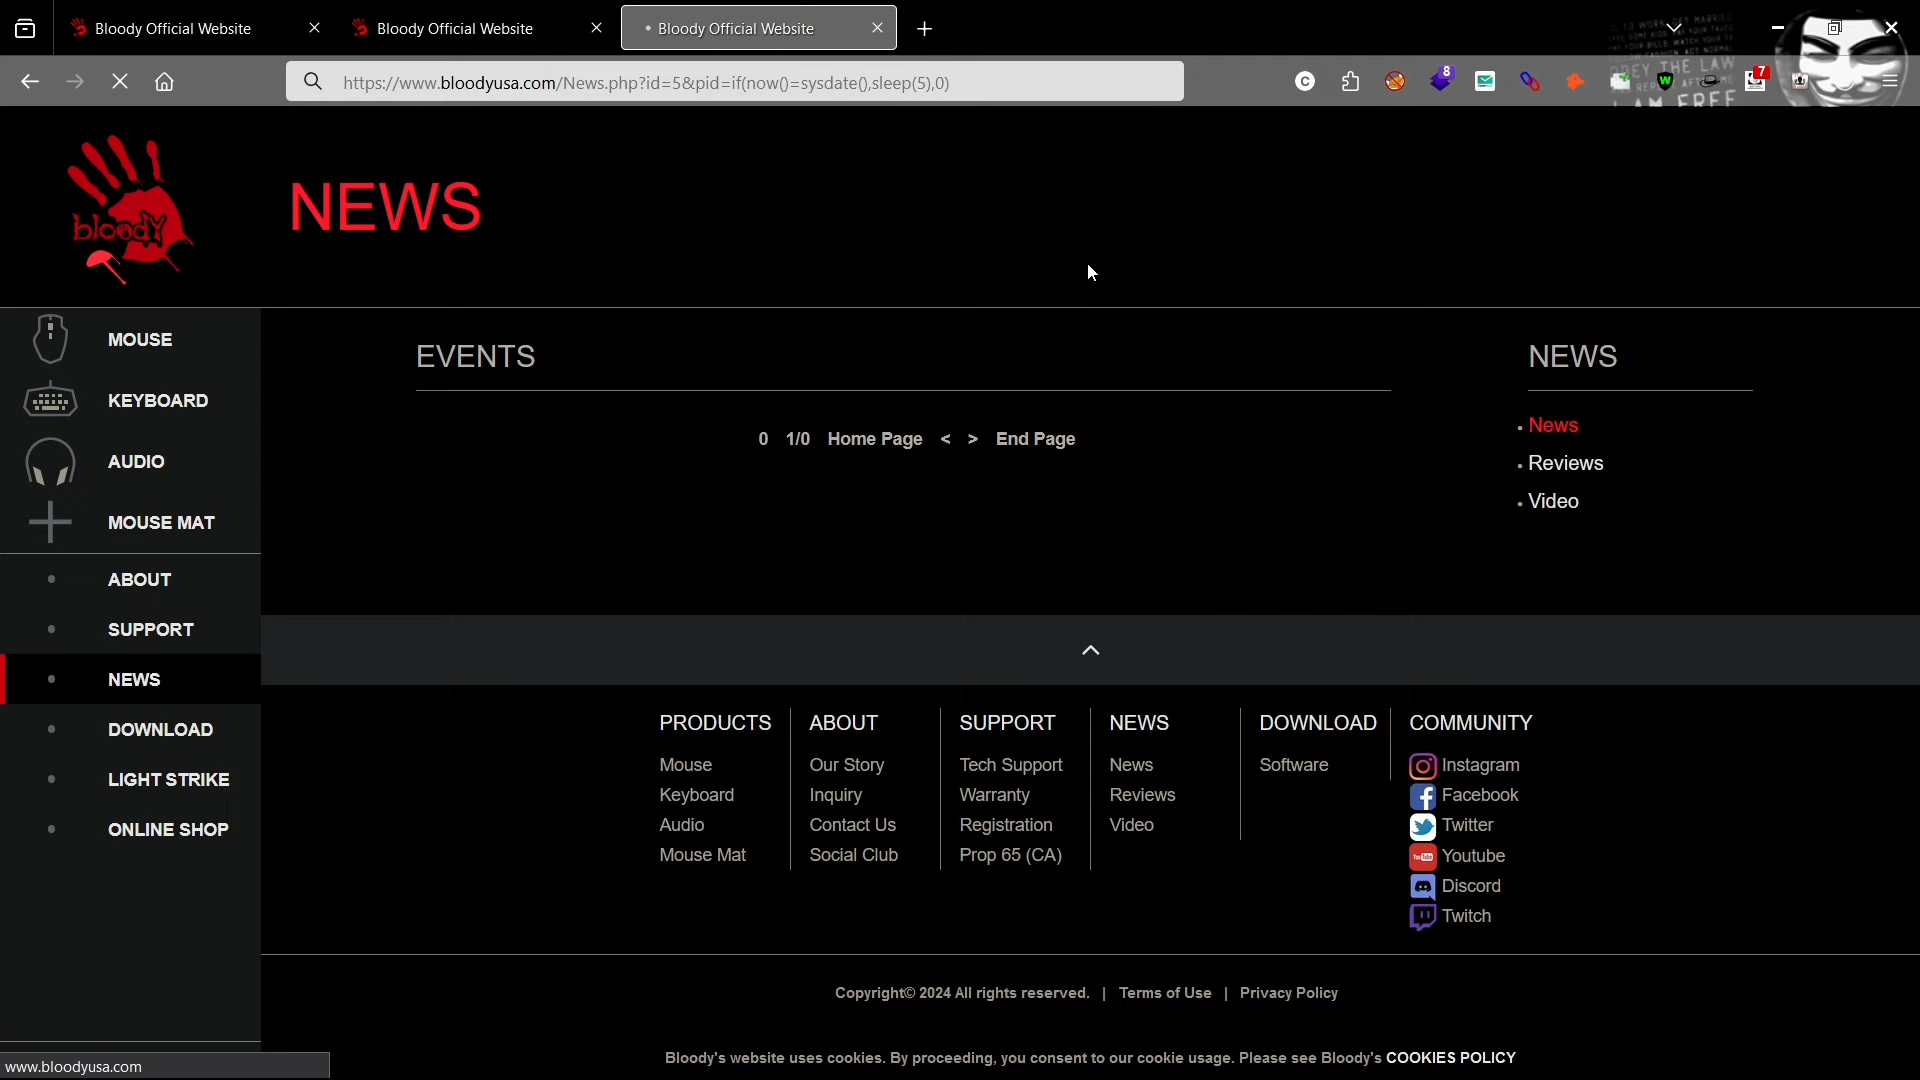 Bloody Official Website
Bloody Official Website
Bloody Official Website
https://www.bloodyusa.com/News.php?id=5&pid=if(now()=sysdate(),sleep(5),0)
8
7
bloody
NEWS
MOUSE
KEYBOARD
AUDIO
MOUSE MAT
ABOUT
SUPPORT
NEWS
DOWNLOAD
LIGHT STRIKE
ONLINE SHOP
EVENTS
0 1/0 Home Page < > End Page
NEWS
News
Reviews
Video
PRODUCTS
Mouse
Keyboard
Audio
Mouse Mat
ABOUT
Our Story
Inquiry
Contact Us
Social Club
SUPPORT
Tech Support
Warranty
Registration
Prop 65 (CA)
NEWS
News
Reviews
Video
DOWNLOAD
Software
COMMUNITY
Instagram
Facebook
Twitter
Youtube
Discord
Twitch
Copyright© 2024 All rights reserved. | Terms of Use | Privacy Policy
Bloody's website uses cookies. By proceeding, you consent to our cookie usage. Please see Bloody's COOKIES POLICY
www.bloodyusa.com